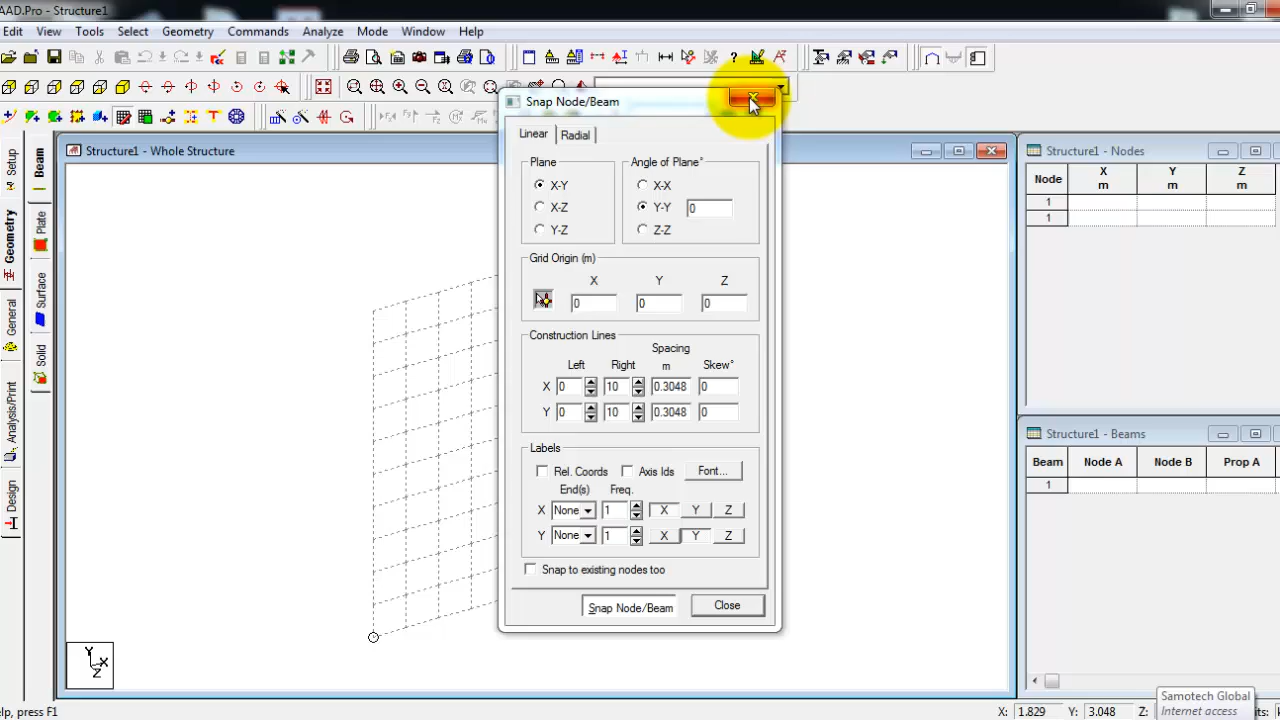 AAD.Pro - Structure1
Edit View Tools Select Geometry Commands Analyze Mode Window Help
Snap Node/Beam
Linear Radial
Plane
X-Y
X-Z
Y-Z
Angle of Plane°
X-X
Y-Y 0
Z-Z
Grid Origin (m)
X Y Z
0 0 0
Construction Lines
Spacing
Left Right m Skew°
X 0 10 0.3048 0
Y 0 10 0.3048 0
Labels
Rel. Coords Axis Ids Font...
End(s) Freq.
X None 1 X Y Z
Y None 1 X Y Z
Snap to existing nodes too
Snap Node/Beam Close
Structure1 - Whole Structure
Y
X
Z
Setup
Geometry
General
Analysis/Print
Design
Beam
Plate
Surface
Solid
Structure1 - Nodes
Node X Y Z
m m m
1
1
Structure1 - Beams
Beam Node A Node B Prop A
1
Samotech Global
Internet access
elp, press F1
X: 1.829 Y: 3.048 Z: